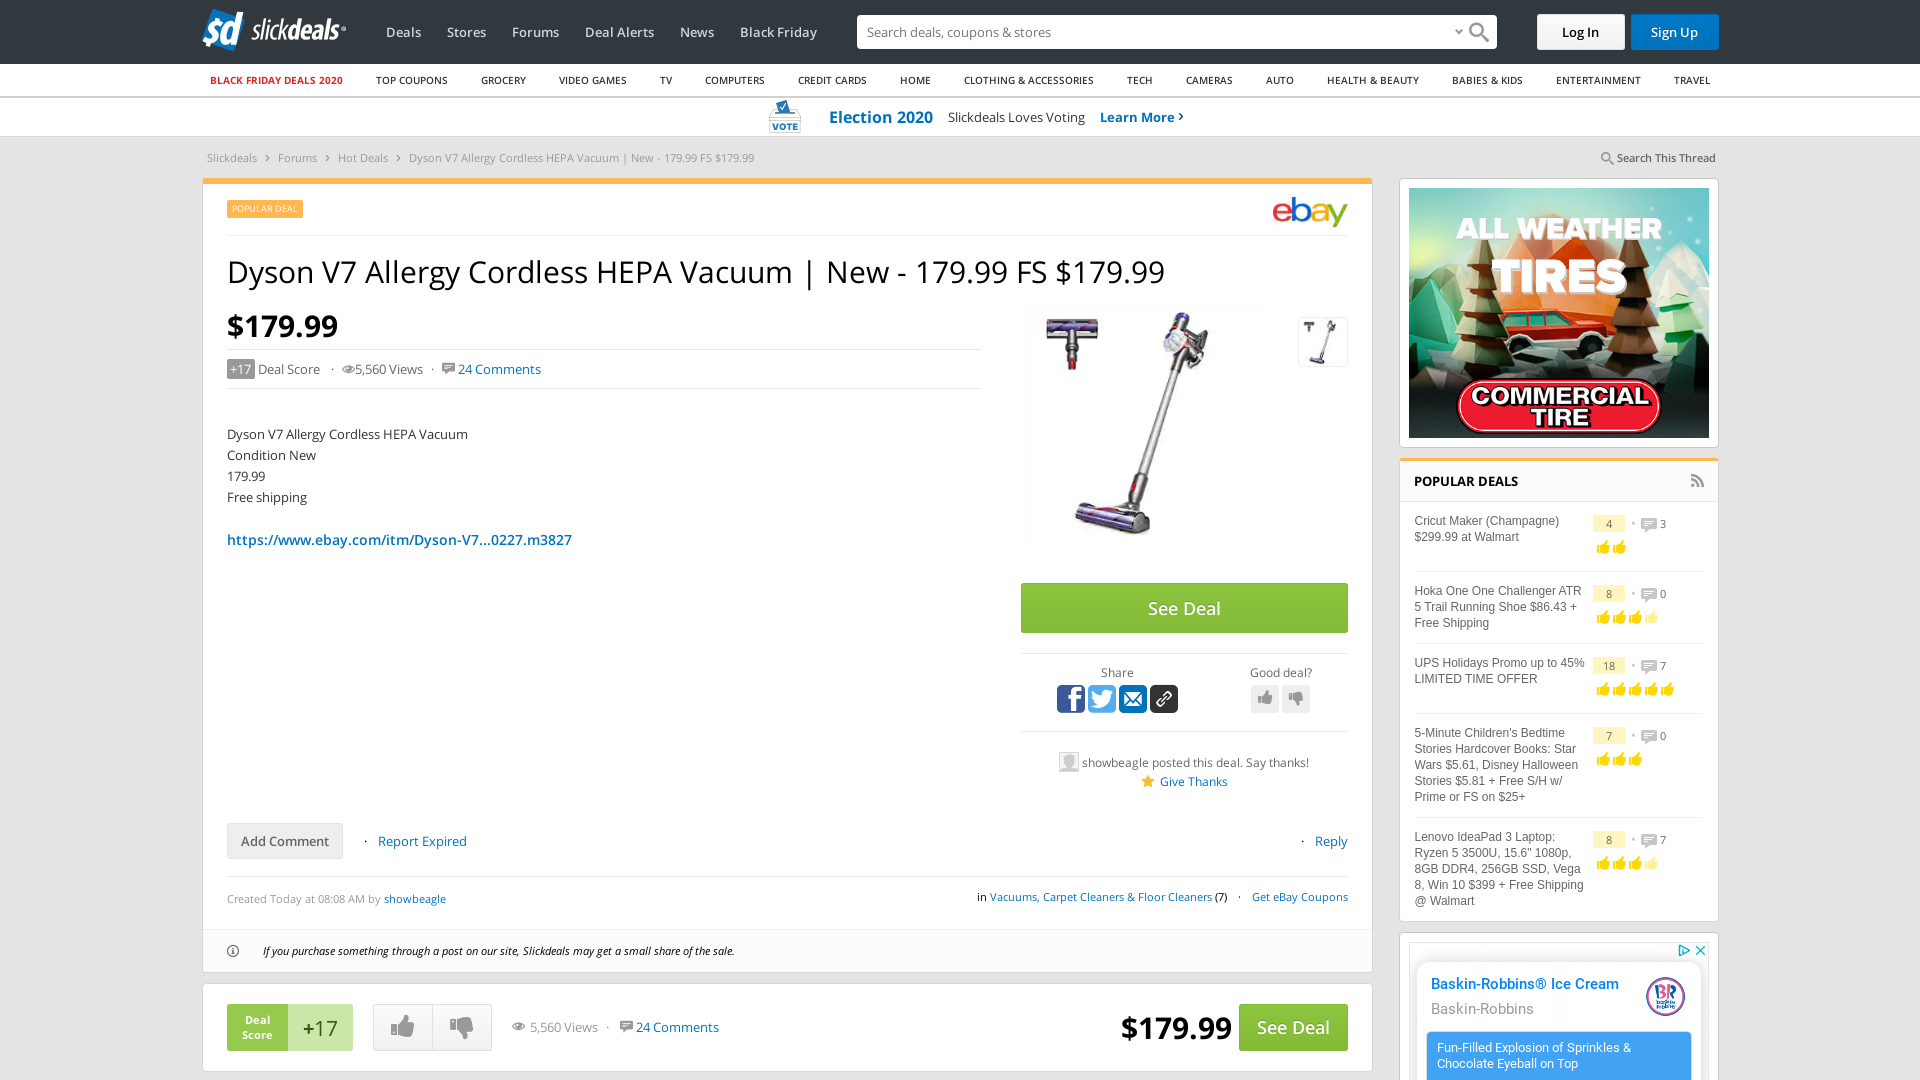 sd slickdeals
Deals
Stores
Forums
Deal Alerts
News
Black Friday
Search deals, coupons & stores
Log In
Sign Up
BLACK FRIDAY DEALS 2020
TOP COUPONS
GROCERY
VIDEO GAMES
TV
COMPUTERS
CREDIT CARDS
HOME
CLOTHING & ACCESSORIES
TECH
CAMERAS
AUTO
HEALTH & BEAUTY
BABIES & KIDS
ENTERTAINMENT
TRAVEL
VOTE
Election 2020 Slickdeals Loves Voting Learn More
Slickdeals > Forums > Hot Deals > Dyson V7 Allergy Cordless HEPA Vacuum | New - 179.99 FS $179.99
Search This Thread
POPULAR DEAL
ebay
Dyson V7 Allergy Cordless HEPA Vacuum | New - 179.99 FS $179.99
$179.99
+17 Deal Score · 5,560 Views · 24 Comments
Dyson V7 Allergy Cordless HEPA Vacuum
Condition New
179.99
Free shipping
https://www.ebay.com/itm/Dyson-V7...0227.m3827
See Deal
Share
Good deal?
showbeagle posted this deal. Say thanks!
Give Thanks
Add Comment · Report Expired
· Reply
Created Today at 08:08 AM by showbeagle
in Vacuums, Carpet Cleaners & Floor Cleaners (7) · Get eBay Coupons
If you purchase something through a post on our site, Slickdeals may get a small share of the sale.
Deal
Score
+17
5,560 Views · 24 Comments
$179.99
See Deal
ALL WEATHER
TIRES
COMMERCIAL
TIRE
POPULAR DEALS
Cricut Maker (Champagne)
$299.99 at Walmart
4 • 3
Hoka One One Challenger ATR
5 Trail Running Shoe $86.43 +
Free Shipping
8 • 0
UPS Holidays Promo up to 45%
LIMITED TIME OFFER
18 • 7
5-Minute Children's Bedtime
Stories Hardcover Books: Star
Wars $5.61, Disney Halloween
Stories $5.81 + Free S/H w/
Prime or FS on $25+
7 • 0
Lenovo IdeaPad 3 Laptop:
Ryzen 5 3500U, 15.6" 1080p,
8GB DDR4, 256GB SSD, Vega
8, Win 10 $399 + Free Shipping
@ Walmart
8 • 7
Baskin-Robbins® Ice Cream
Baskin-Robbins
BR
Fun-Filled Explosion of Sprinkles &
Chocolate Eyeball on Top